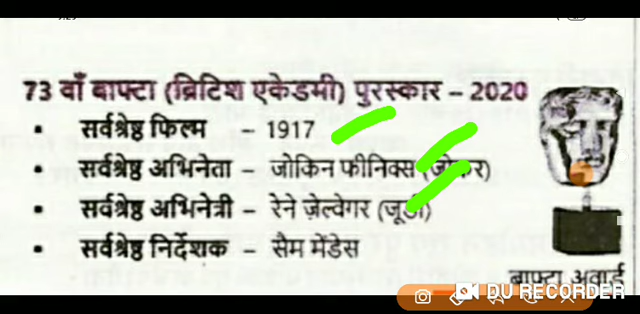 73 वाँ बाफ्टा (ब्रिटिश एकेडमी) पुरस्कार – 2020
• सर्वश्रेष्ठ फिल्म – 1917
• सर्वश्रेष्ठ अभिनेता – जोकिन फीनिक्स (जोकर)
• सर्वश्रेष्ठ अभिनेत्री – रेने ज़ेल्वेगर (जूडी)
• सर्वश्रेष्ठ निर्देशक – सैम मेंडेस
बाफ्टा अवार्ड
DU RECORDER